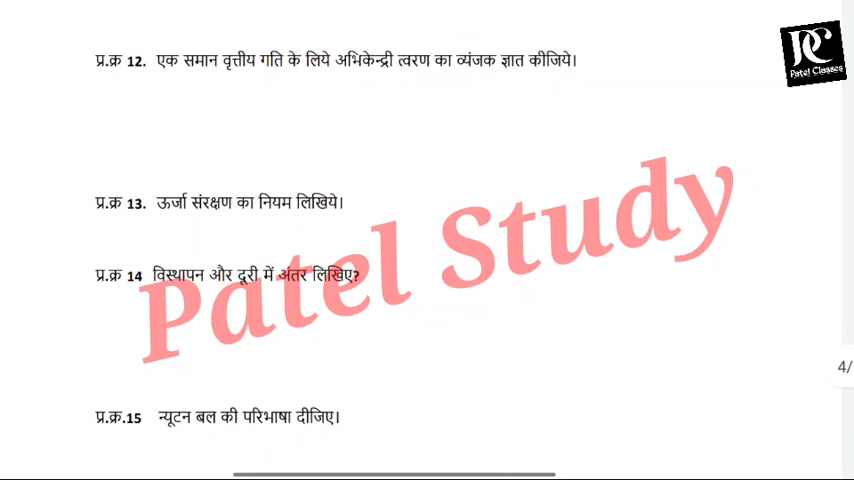 PC
Patel Classes
प्र.क्र 12. एक समान वृत्तीय गति के लिये अभिकेन्द्री त्वरण का व्यंजक ज्ञात कीजिये।
प्र.क्र 13. ऊर्जा संरक्षण का नियम लिखिये।
Patel Study
प्र.क्र 14 विस्थापन और दूरी में अंतर लिखिए?
4/
प्र.क्र.15 न्यूटन बल की परिभाषा दीजिए।